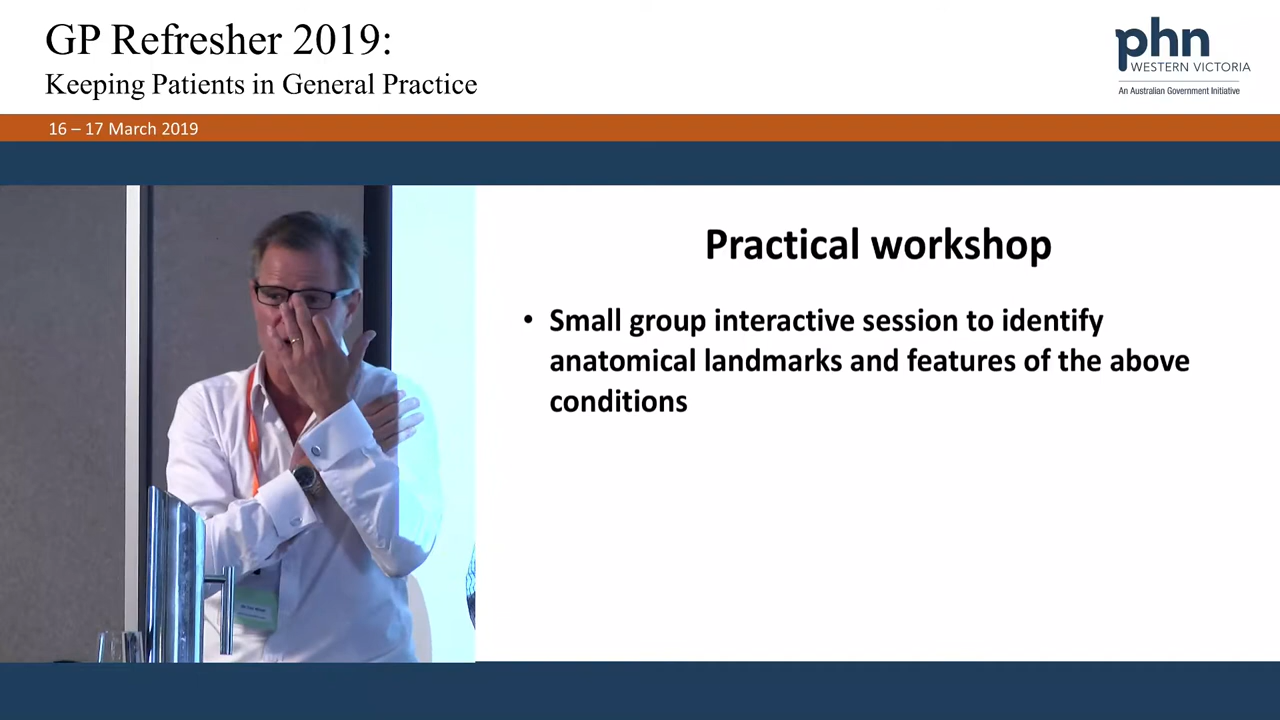 GP Refresher 2019:
Keeping Patients in General Practice
phn
WESTERN VICTORIA
An Australian Government Initiative
16 – 17 March 2019
Practical workshop
• Small group interactive session to identify
anatomical landmarks and features of the above
conditions